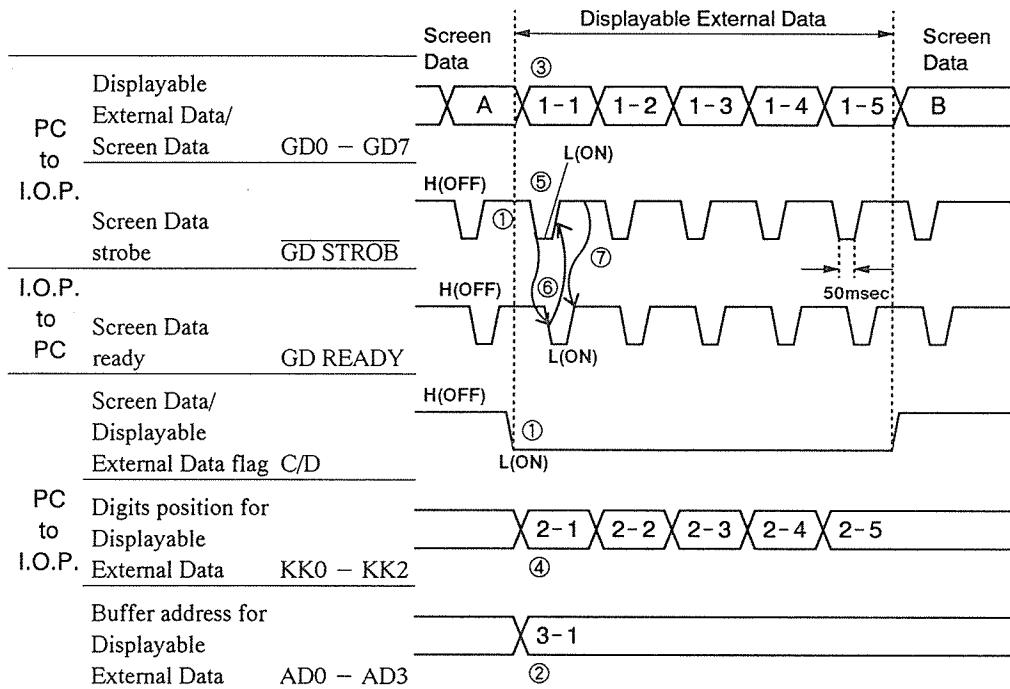 Displayable External Data
Screen
Data
Screen
Data
PC
to
I.O.P.
Displayable
External Data/
Screen Data GD0 – GD7
③
A 1-1 1-2 1-3 1-4 1-5 B
Screen Data
strobe GD STROB
H(OFF) ① ⑤ L(ON)
⑥ ⑦
50msec
I.O.P.
to
PC
Screen Data
ready GD READY
H(OFF)
L(ON)
Screen Data/
Displayable
External Data flag C/D
H(OFF)
①
L(ON)
PC
to
I.O.P.
Digits position for
Displayable
External Data KK0 – KK2
2-1 2-2 2-3 2-4 2-5
④
Buffer address for
Displayable
External Data AD0 – AD3
3-1
②